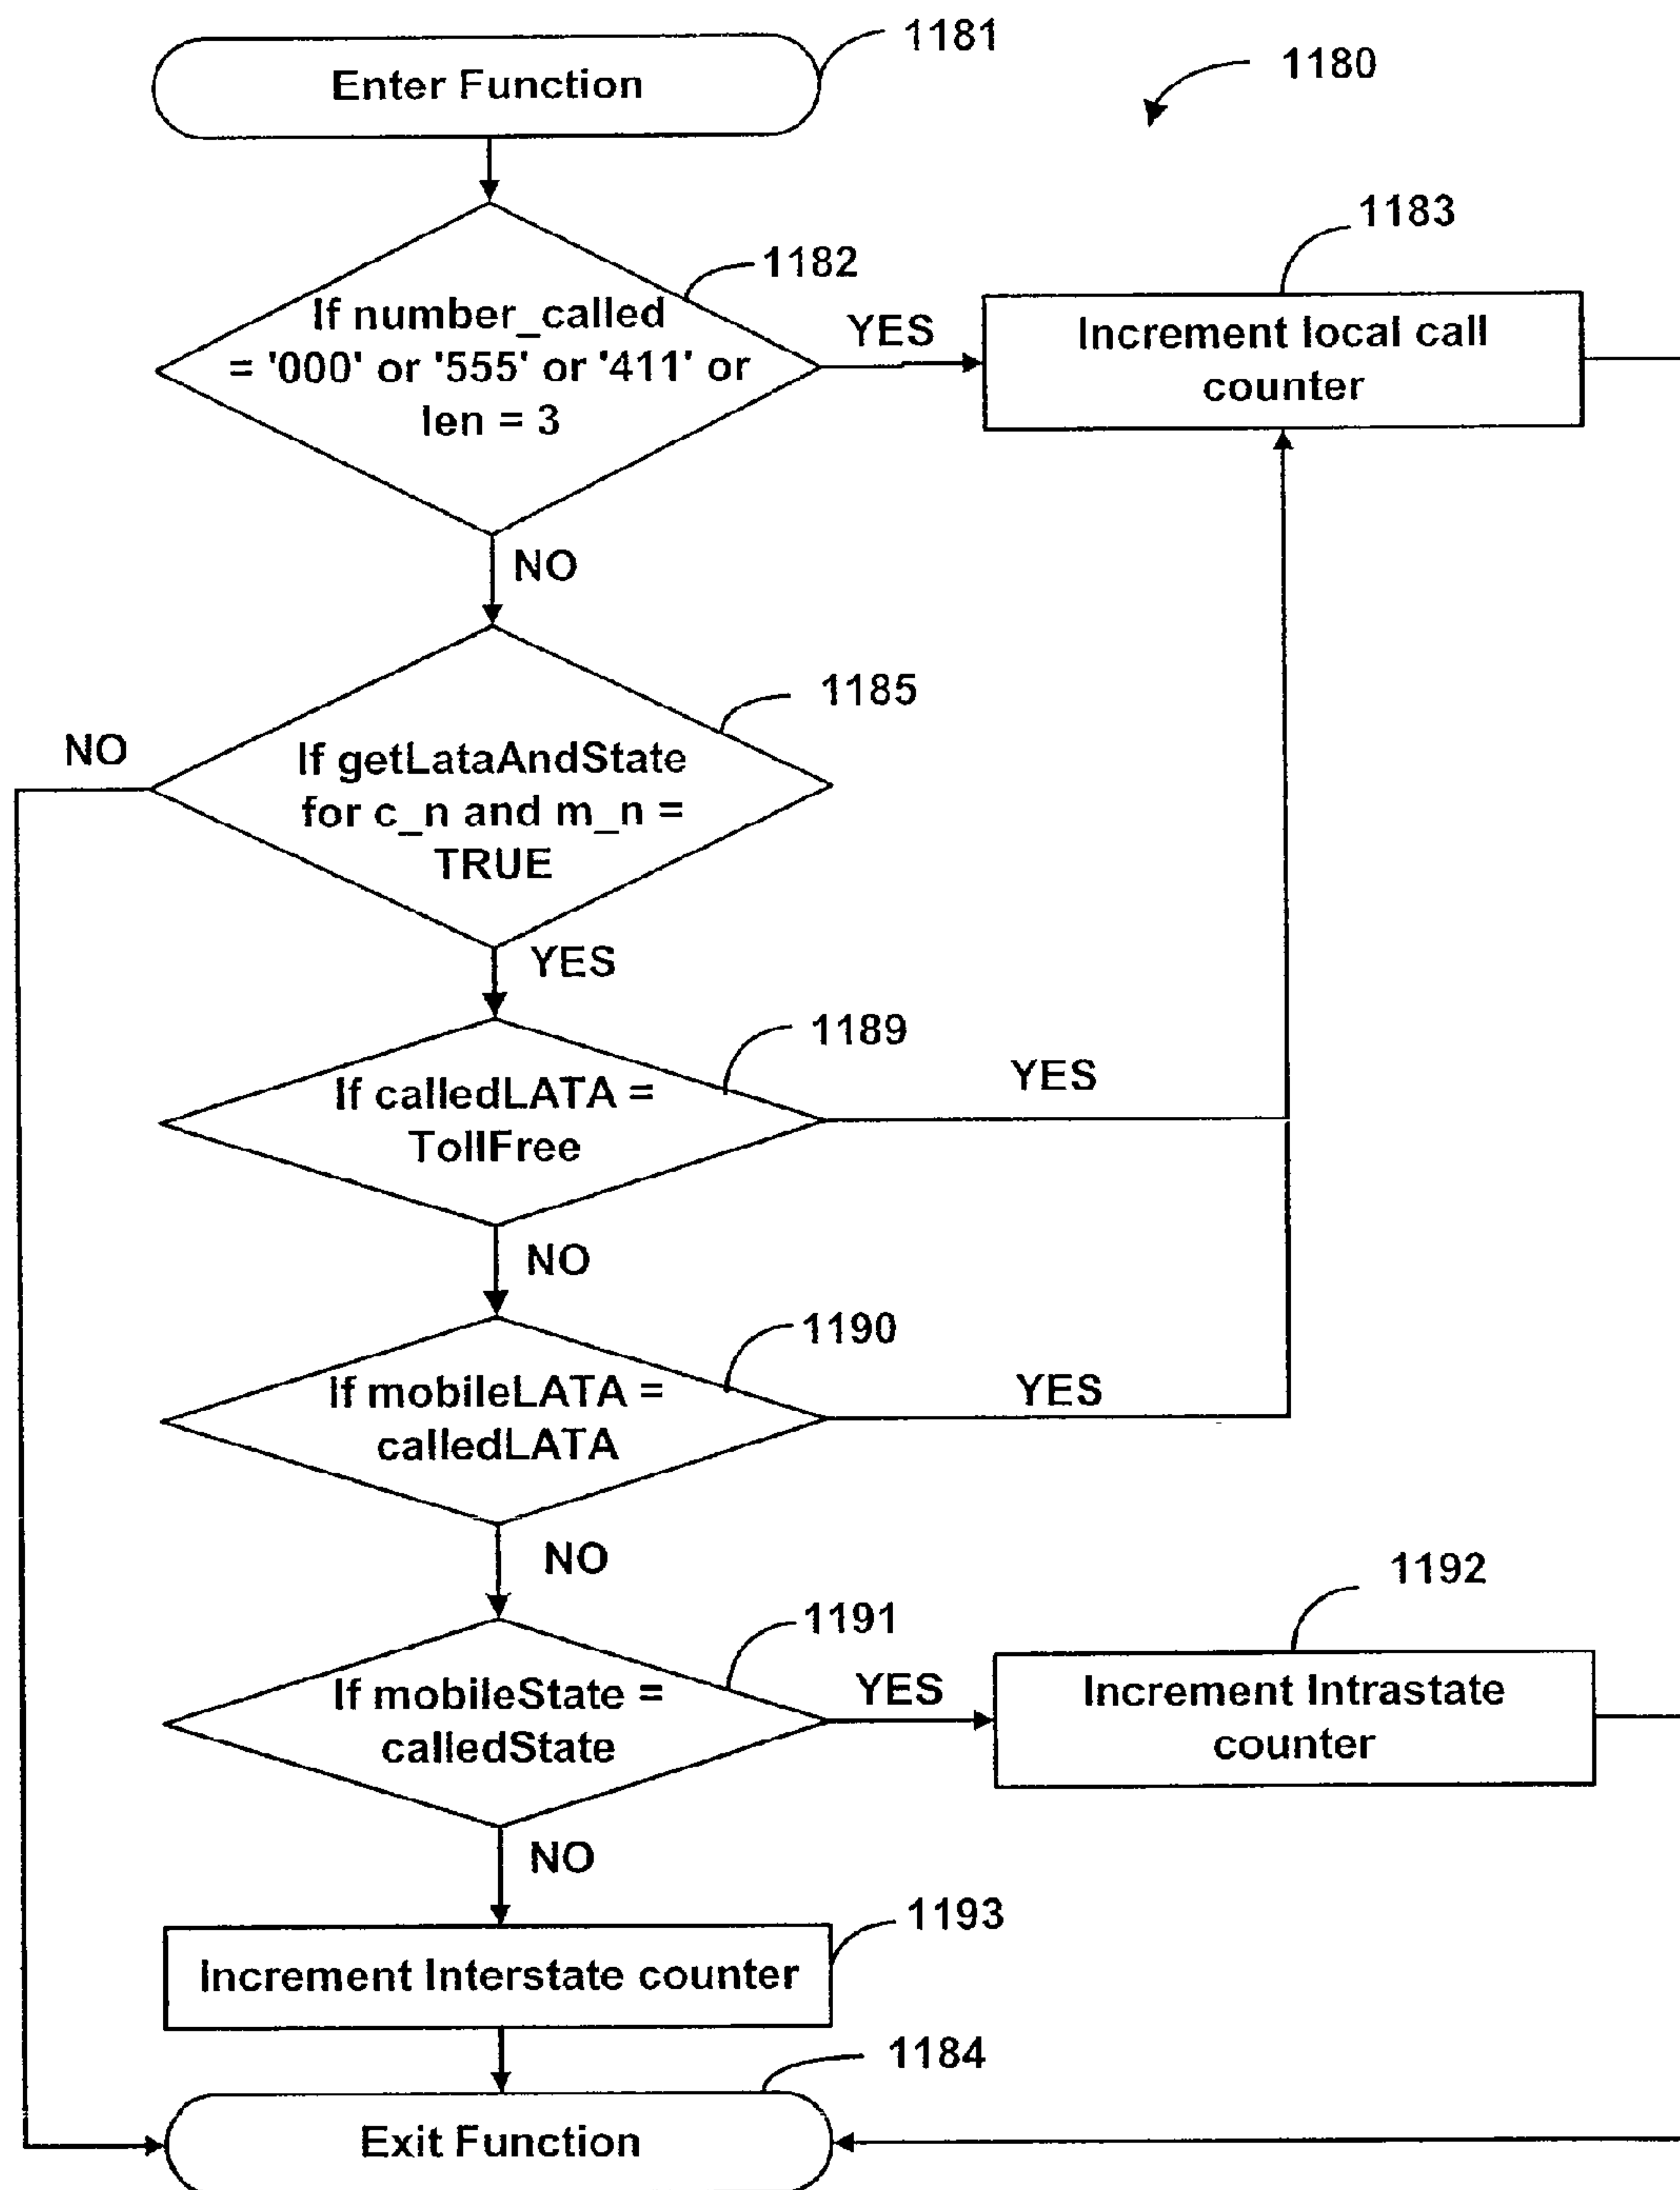 1181
Enter Function
1180
1183
1182
If number_called
= '000' or '555' or '411' or
len = 3
YES
Increment local call
counter
NO
1185
NO
If getLataAndState
for c_n and m_n =
TRUE
YES
1189
If calledLATA =
TollFree
YES
NO
1190
If mobileLATA =
calledLATA
YES
NO
1192
1191
If mobileState =
calledState
YES
Increment Intrastate
counter
NO
1193
Increment Interstate counter
1184
Exit Function